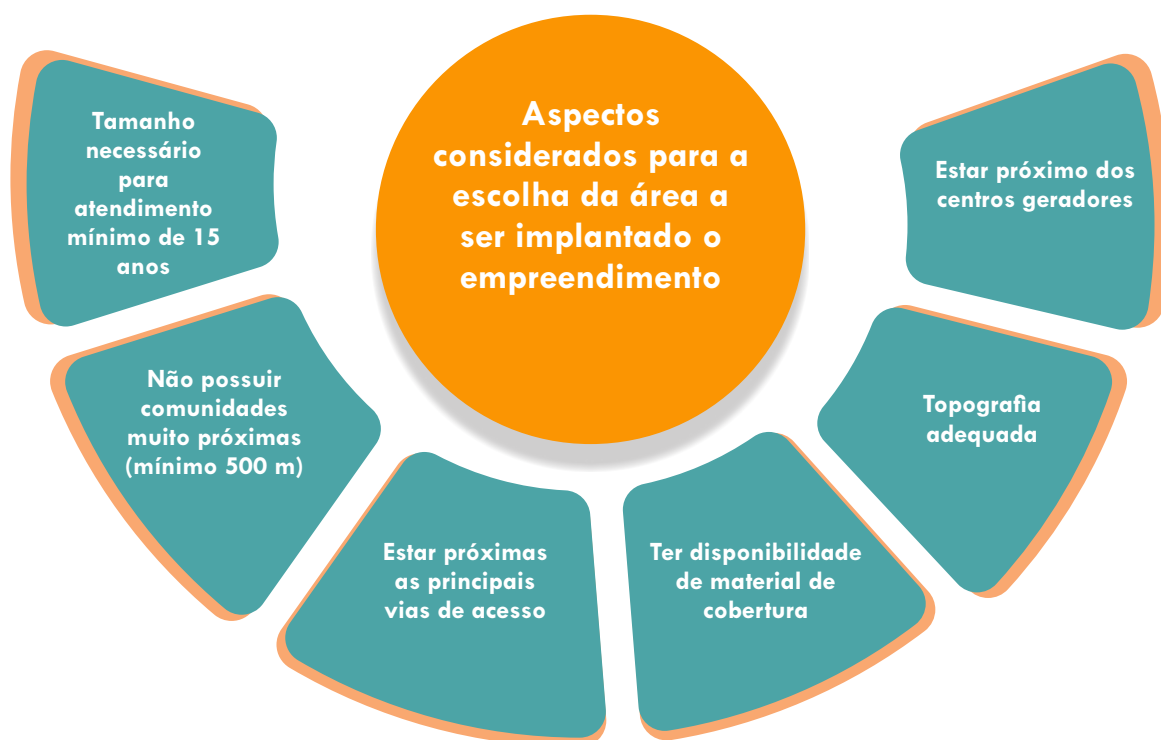 Aspectos
considerados para a
escolha da área a
ser implantado o
empreendimento
Tamanho
necessário
para
atendimento
mínimo de 15
anos
Não possuir
comunidades
muito próximas
(mínimo 500 m)
Estar próximas
as principais
vias de acesso
Ter disponibilidade
de material de
cobertura
Topografia
adequada
Estar próximo dos
centros geradores